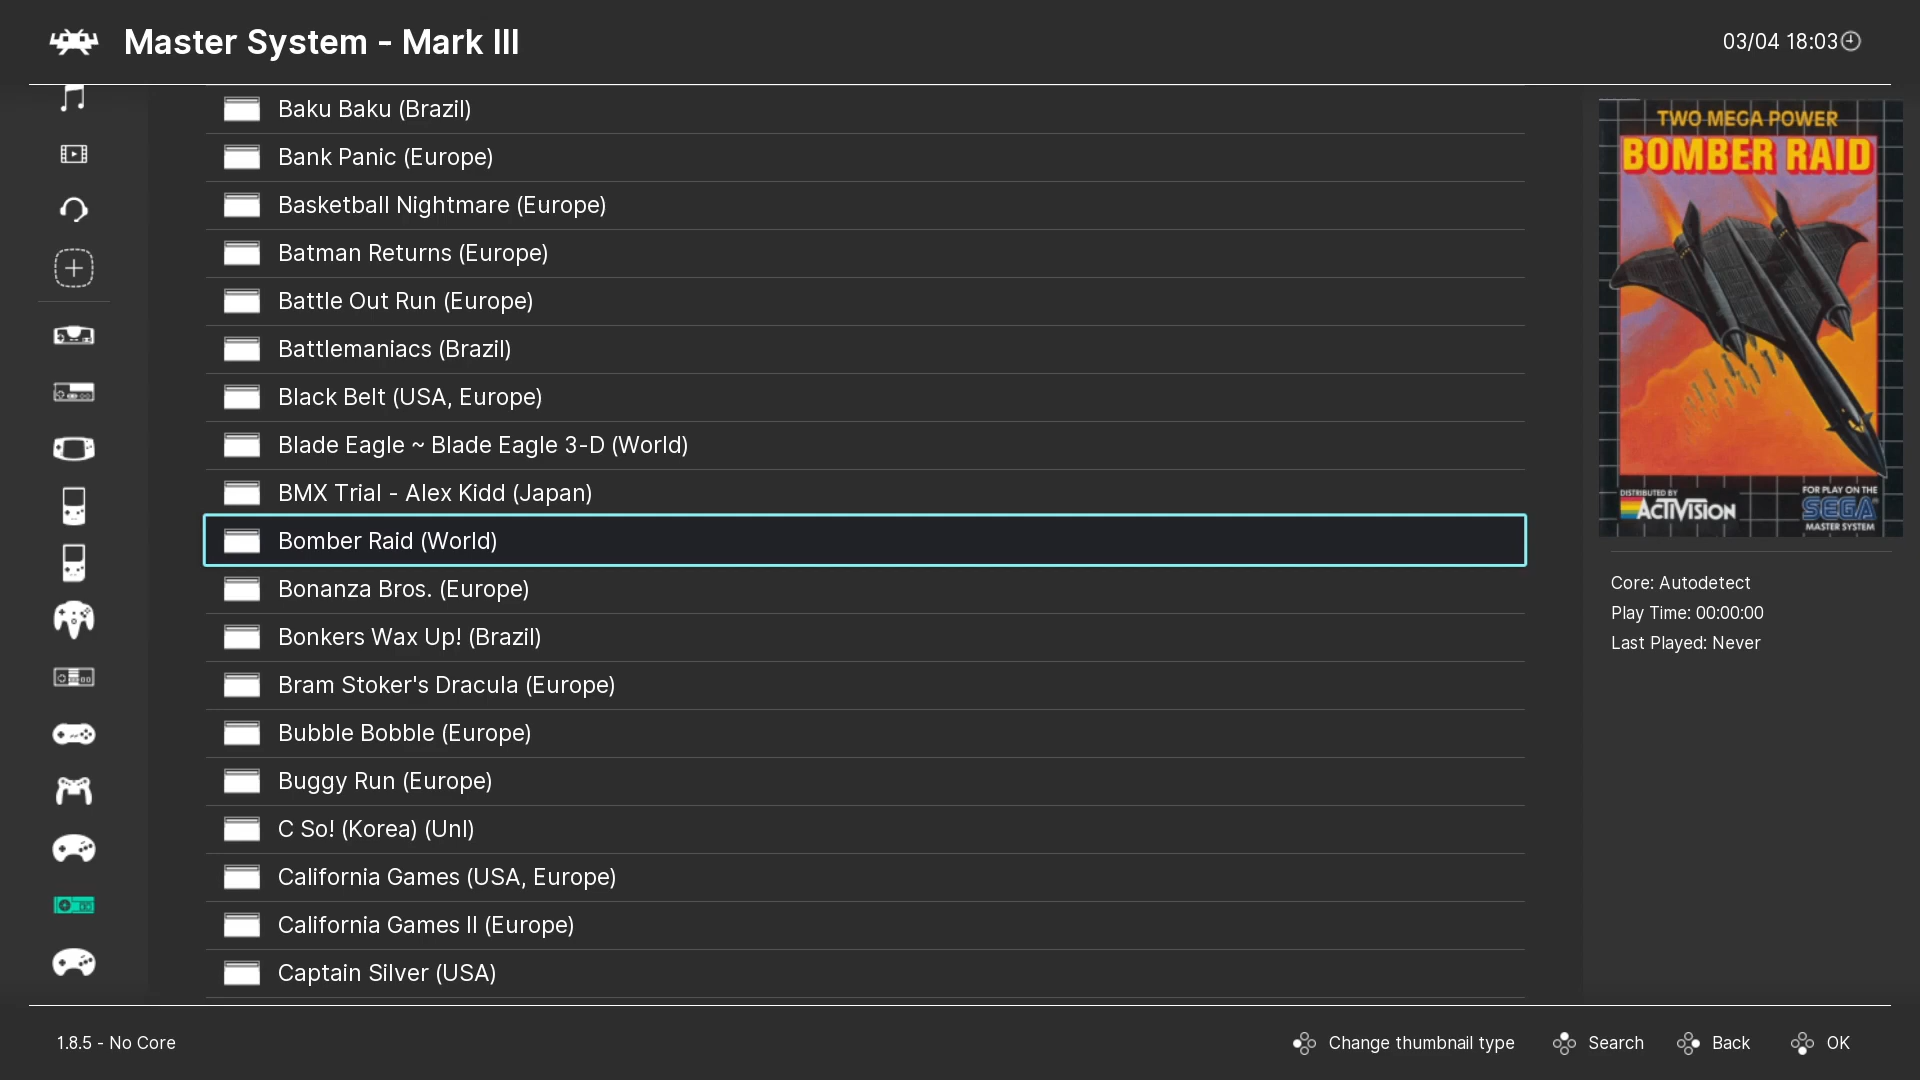 Master System - Mark III
03/04 18:03
Baku Baku (Brazil)
Bank Panic (Europe)
Basketball Nightmare (Europe)
Batman Returns (Europe)
Battle Out Run (Europe)
Battlemaniacs (Brazil)
Black Belt (USA, Europe)
Blade Eagle ~ Blade Eagle 3-D (World)
BMX Trial - Alex Kidd (Japan)
Bomber Raid (World)
Bonanza Bros. (Europe)
Bonkers Wax Up! (Brazil)
Bram Stoker's Dracula (Europe)
Bubble Bobble (Europe)
Buggy Run (Europe)
C So! (Korea) (Unl)
California Games (USA, Europe)
California Games II (Europe)
Captain Silver (USA)
TWO MEGA POWER
BOMBER RAID
DISTRIBUTED BY
ACTIVISION
FOR PLAY ON THE
SEGA
MASTER SYSTEM
Core: Autodetect
Play Time: 00:00:00
Last Played: Never
1.8.5 - No Core
Change thumbnail type
Search
Back
OK